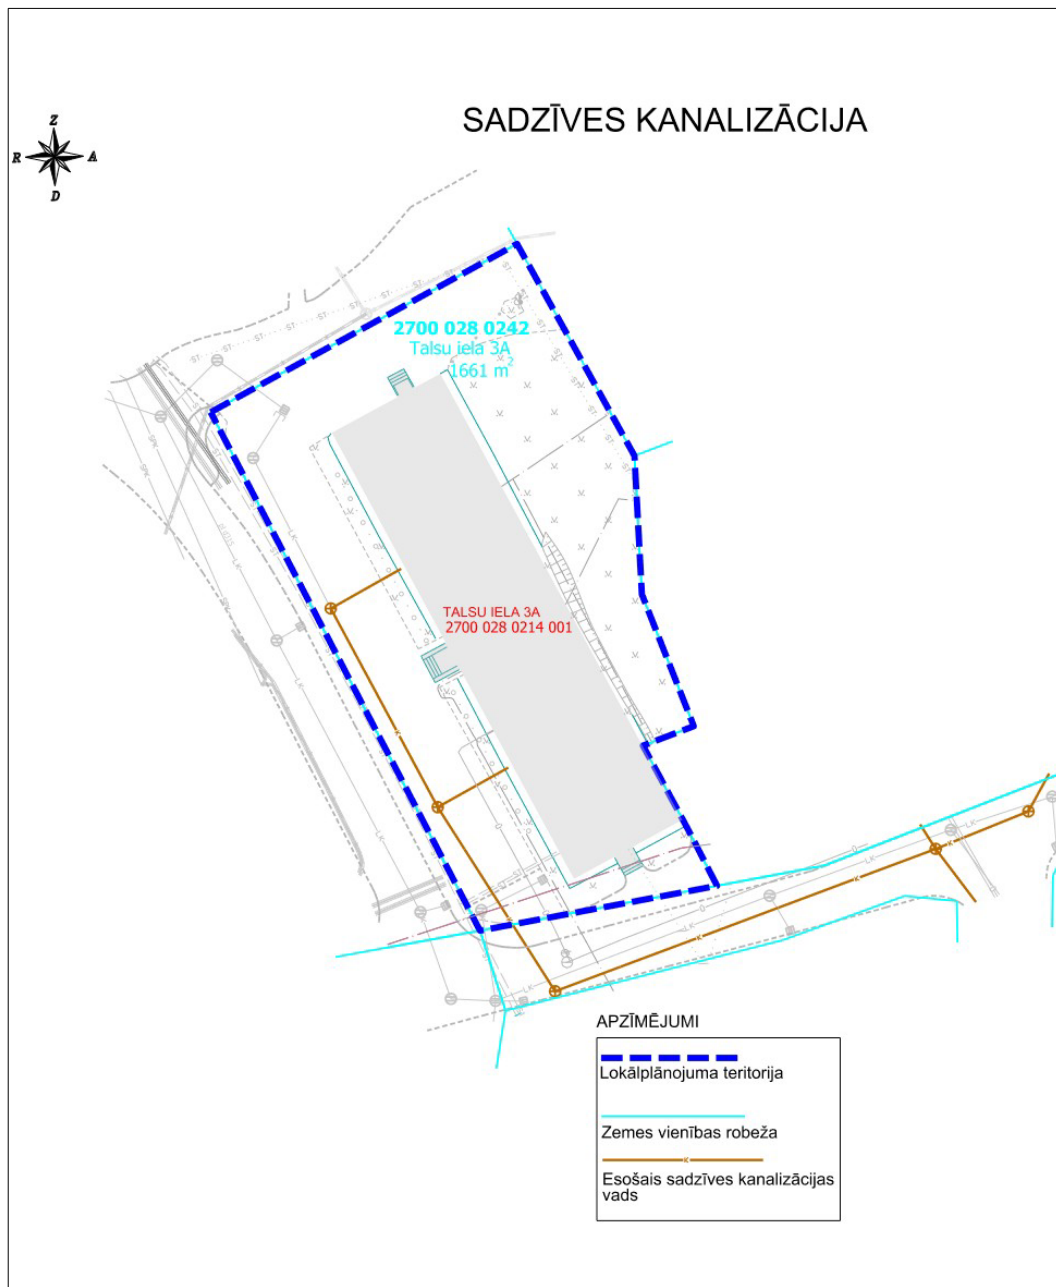 SADZĪVES KANALIZĀCIJA
Z
R
A
D
2700 028 0242
Talsu iela 3A
1661 m²
TALSU IELA 3A
2700 028 0214 001
APZĪMĒJUMI
Lokālplānojuma teritorija
Zemes vienības robeža
Esošais sadzīves kanalizācijas
vads